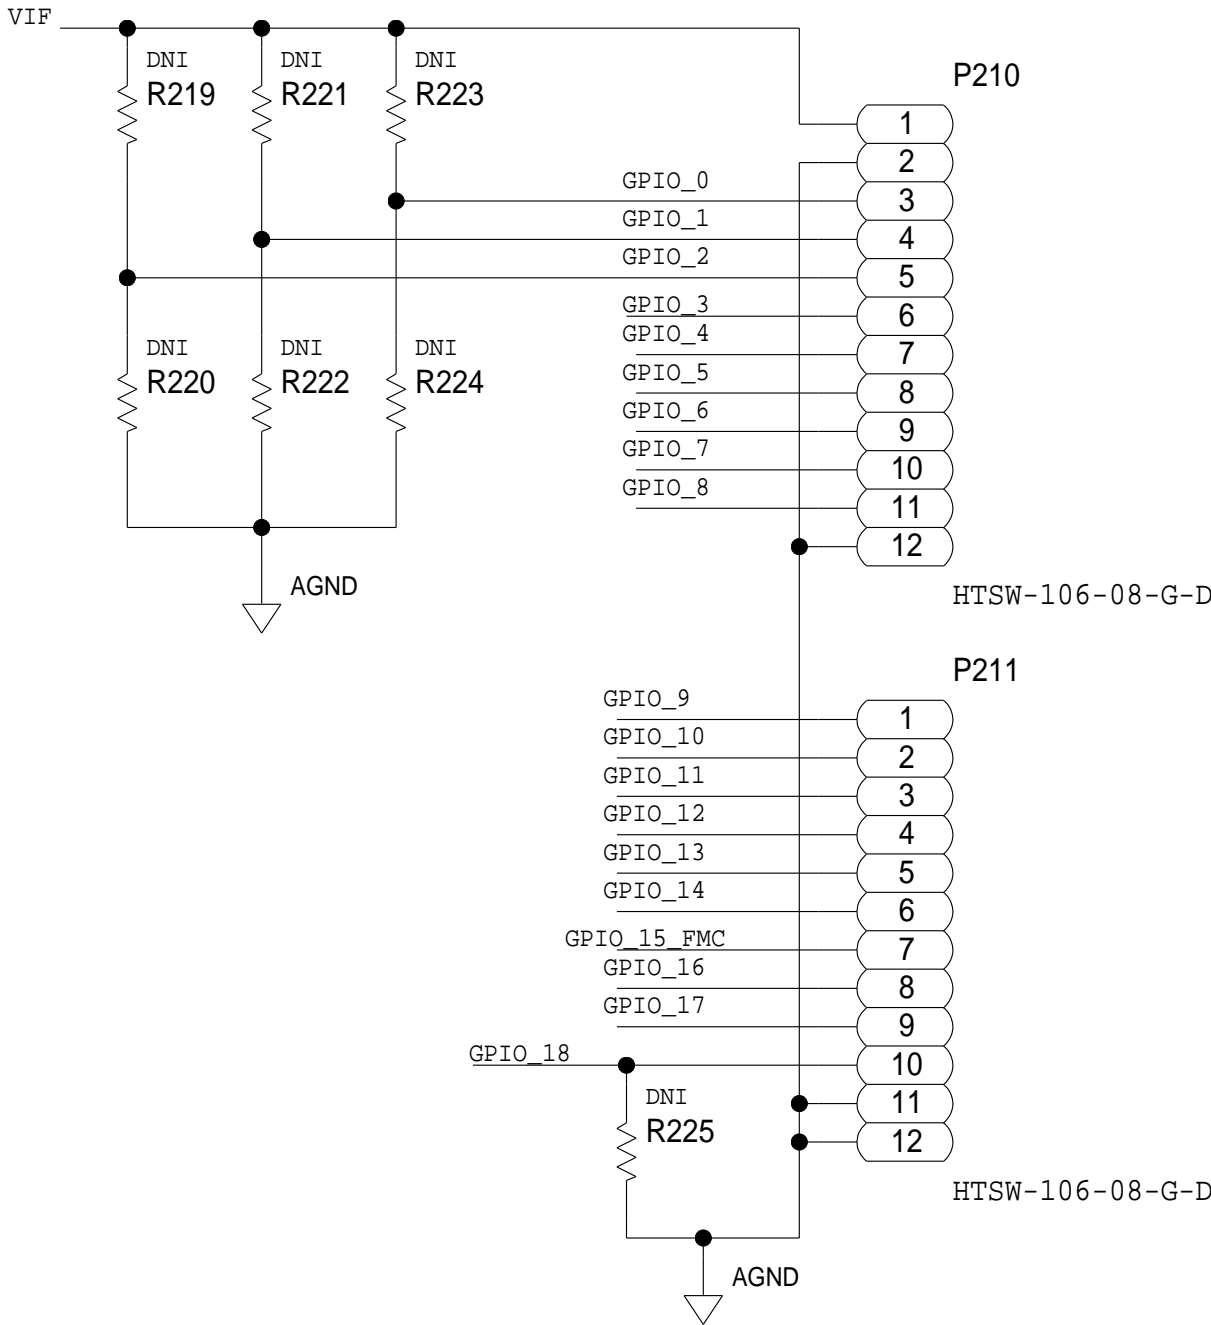 VIF
DNI DNI DNI
R219 R221 R223
P210
1
2
GPIO_0 3
GPIO_1 4
GPIO_2 5
GPIO_3 6
GPIO_4 7
GPIO_5 8
GPIO_6 9
GPIO_7 10
GPIO_8 11
12
DNI DNI DNI
R220 R222 R224
AGND
HTSW-106-08-G-D
P211
GPIO_9 1
GPIO_10 2
GPIO_11 3
GPIO_12 4
GPIO_13 5
GPIO_14 6
GPIO_15_FMC 7
GPIO_16 8
GPIO_17 9
GPIO_18 10
DNI
R225
11
12
HTSW-106-08-G-D
AGND